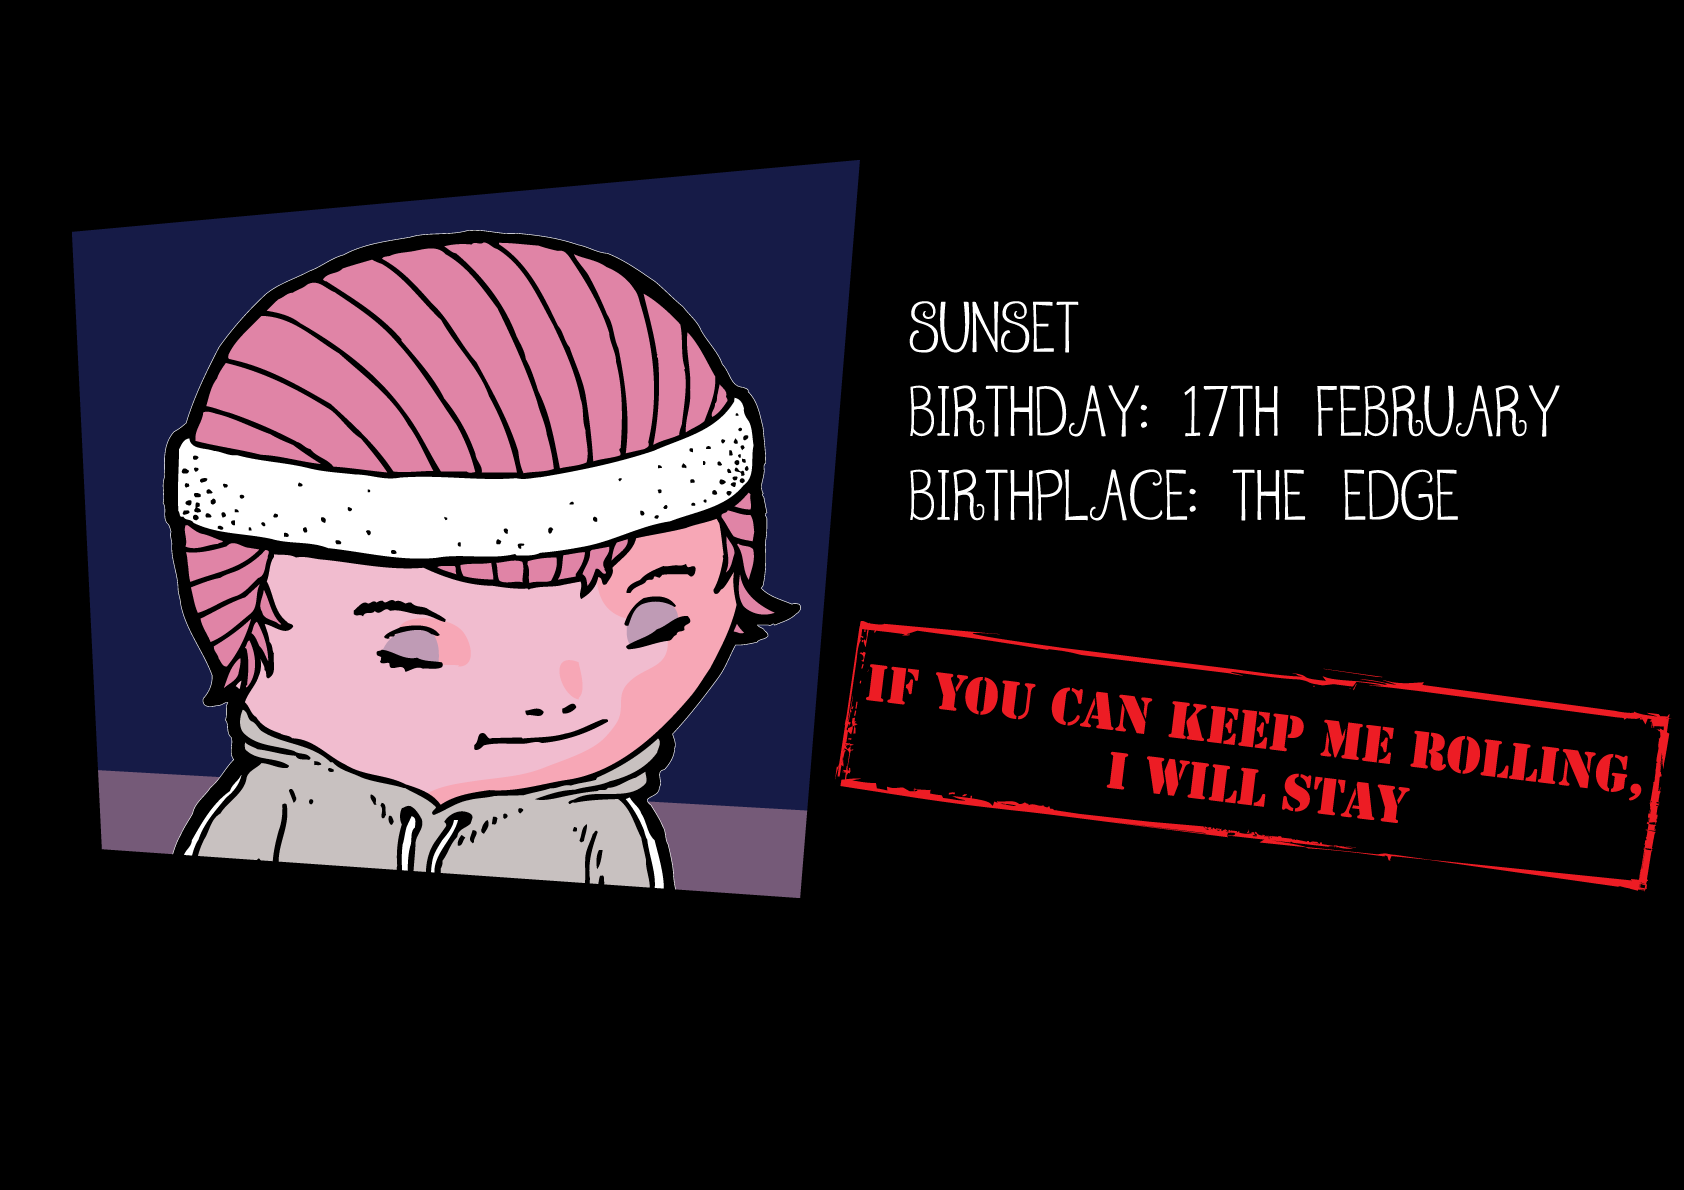 SUNSET
BIRTHDAY: 17TH FEBRUARY
BIRTHPLACE: THE EDGE
IF YOU CAN KEEP ME ROLLING,
I WILL STAY